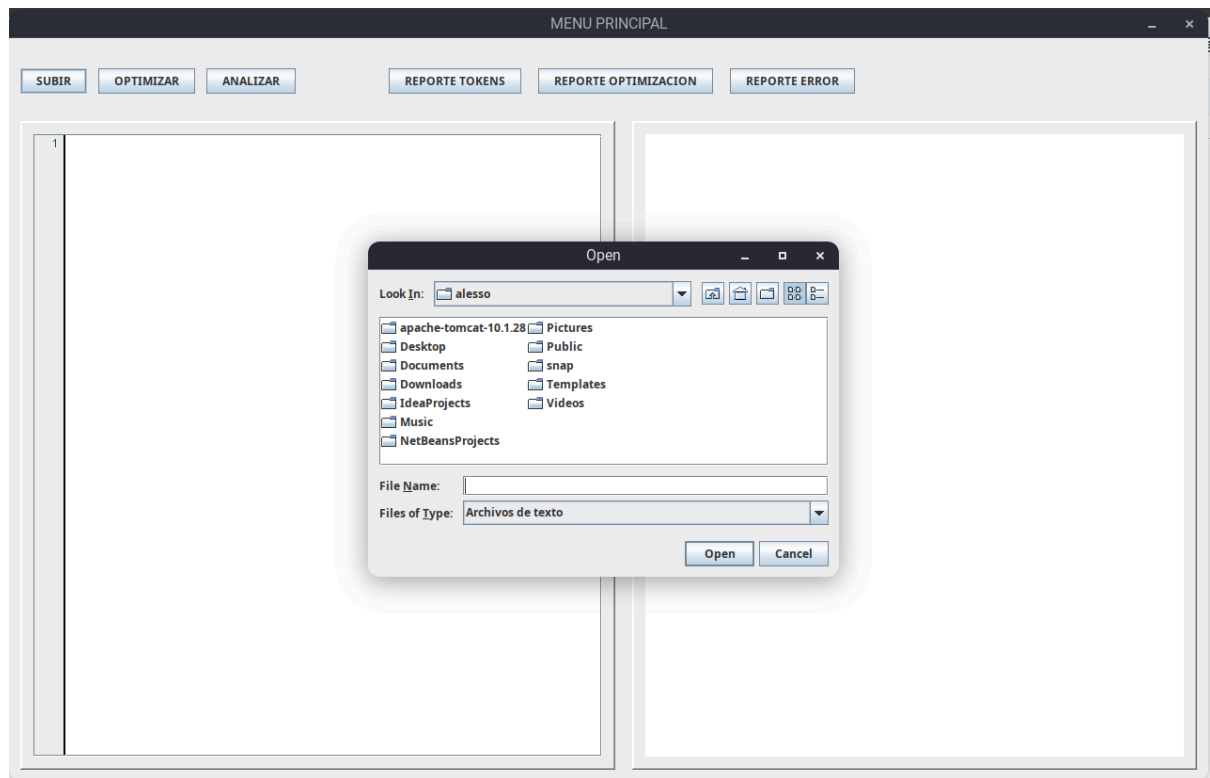 MENU PRINCIPAL
SUBIR OPTIMIZAR ANALIZAR REPORTE TOKENS REPORTE OPTIMIZACION REPORTE ERROR
1
Open
Look In: alesso
apache-tomcat-10.1.28 Pictures
Desktop Public
Documents snap
Downloads Templates
IdeaProjects Videos
Music
NetBeansProjects
File Name:
Files of Type: Archivos de texto
Open Cancel